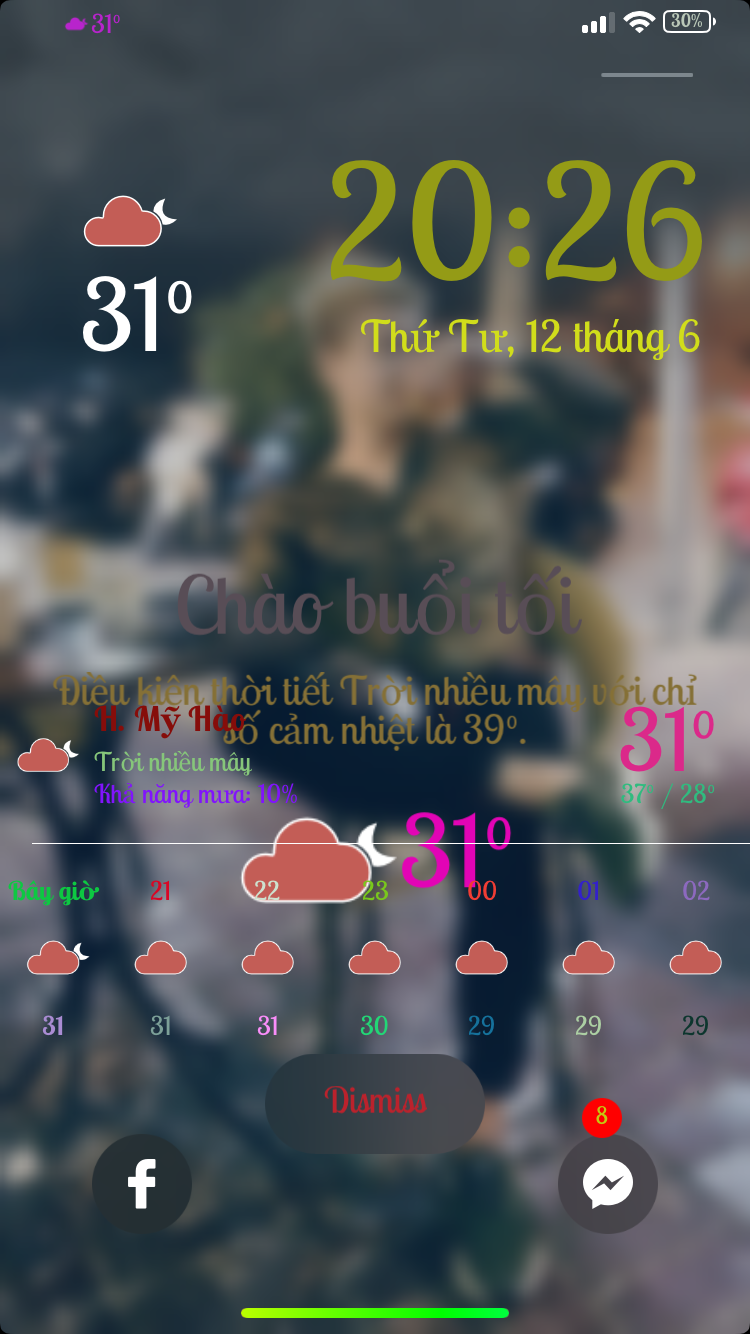 31°
30%
20:26
31°
Thứ Tư, 12 tháng 6
Chào buổi tối
Điều kiện thời tiết Trời nhiều mây với chỉ
số cảm nhiệt là 39°.
H. Mỹ Hào
31°
Trời nhiều mây
Khả năng mưa: 10%
37° / 28°
31°
Bây giờ 21 22 23 00 01 02
31 31 31 30 29 29 29
Dismiss
8